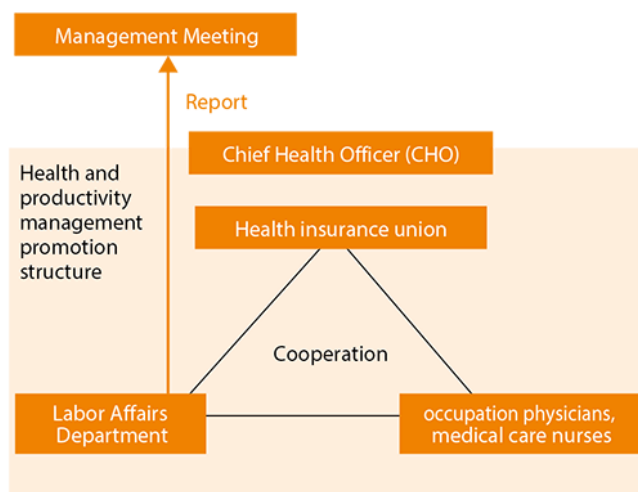 Management Meeting
Report
Chief Health Officer (CHO)
Health and
productivity
management
promotion
structure
Health insurance union
Cooperation
Labor Affairs
Department
occupation physicians,
medical care nurses